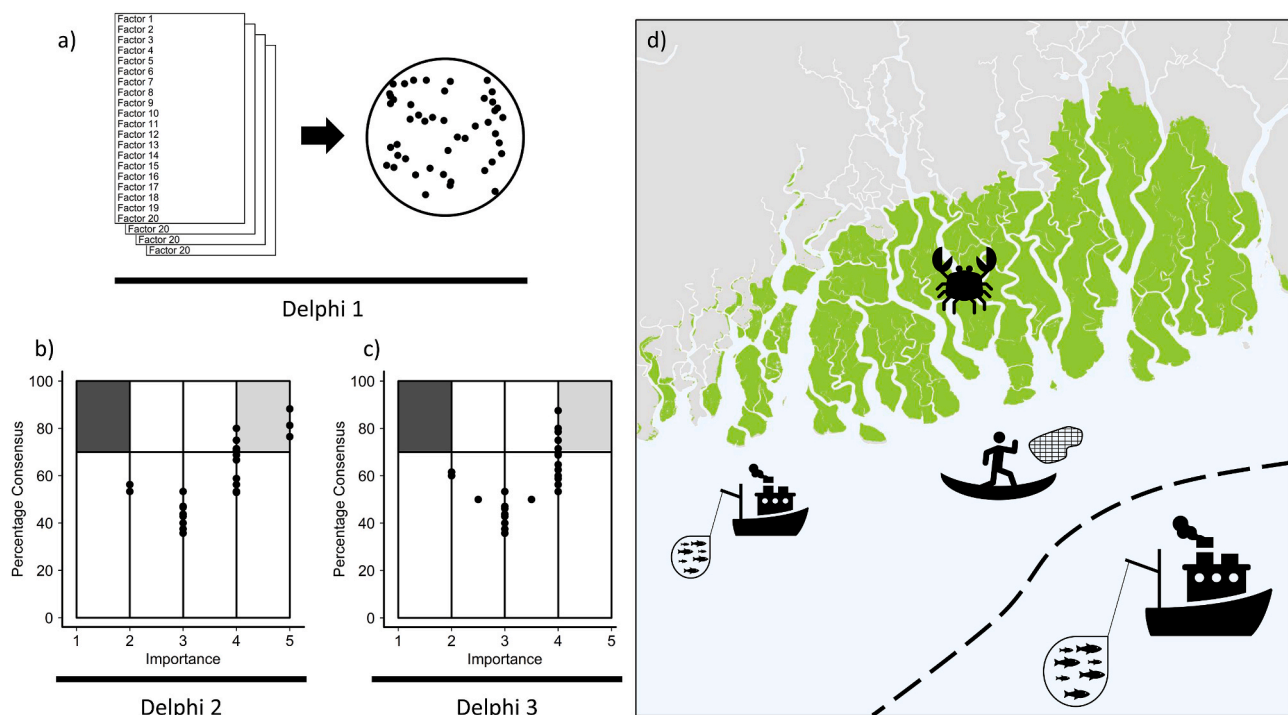 a)
Factor 1
Factor 2
Factor 3
Factor 4
Factor 5
Factor 6
Factor 7
Factor 8
Factor 9
Factor 10
Factor 11
Factor 12
Factor 13
Factor 14
Factor 15
Factor 16
Factor 17
Factor 18
Factor 19
Factor 20
Factor 20
Factor 20
Factor 20
Delphi 1
b)
Percentage Consensus
100
80
60
40
20
0
1 2 3 4 5
Importance
Delphi 2
c)
Percentage Consensus
100
80
60
40
20
0
1 2 3 4 5
Importance
Delphi 3
d)